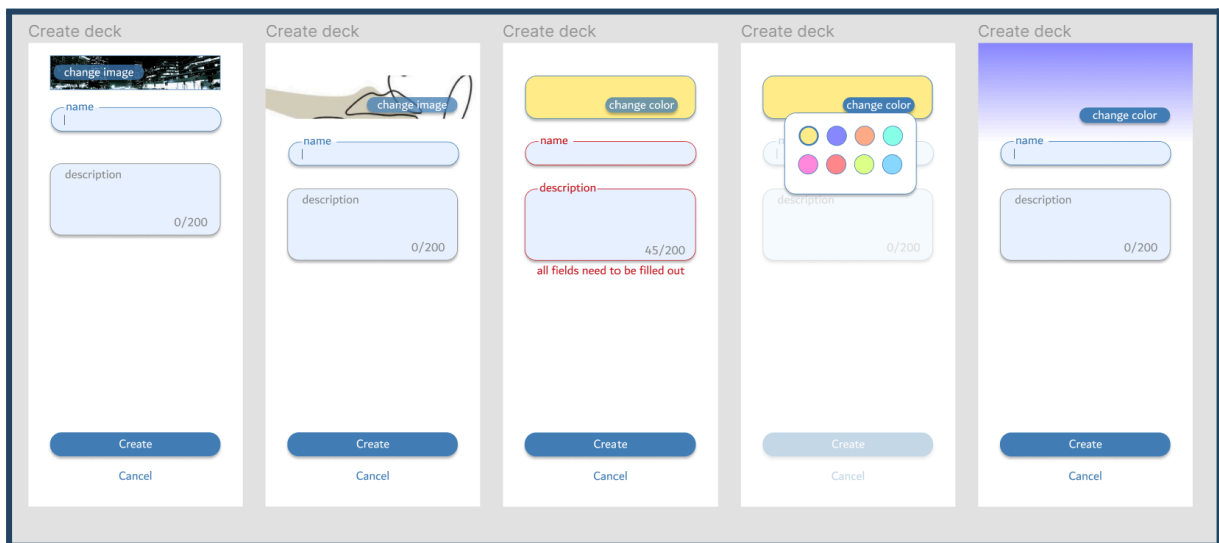 Create deck
change image
name
description
0/200
Create
Cancel
Create deck
change image
name
description
0/200
Create
Cancel
Create deck
change color
name
description
45/200
all fields need to be filled out
Create
Cancel
Create deck
change color
description
0/200
Create
Cancel
Create deck
change color
name
description
0/200
Create
Cancel